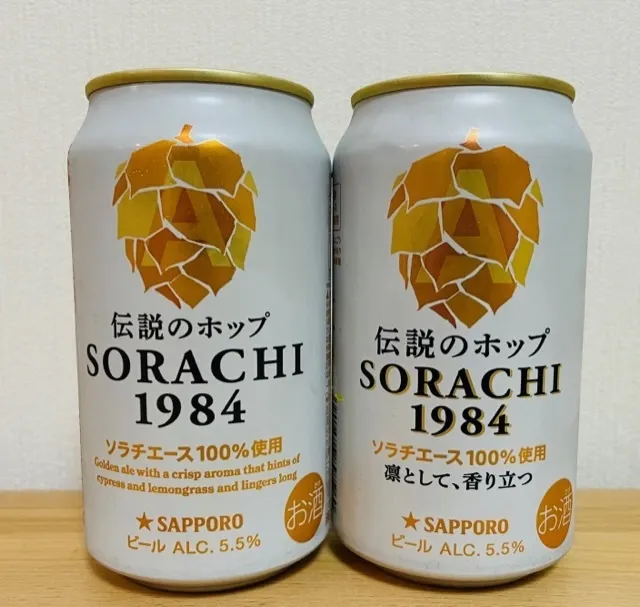 伝説のホップ
SORACHI
1984
ソラチエース100%使用
Golden ale with a crisp aroma that hints of
cypress and lemongrass and lingers long
お酒
★SAPPORO
ビール ALC. 5.5%
伝説のホップ
SORACHI
1984
ソラチエース100%使用
凛として、香り立つ
お酒
★SAPPORO
ビール ALC. 5.5%